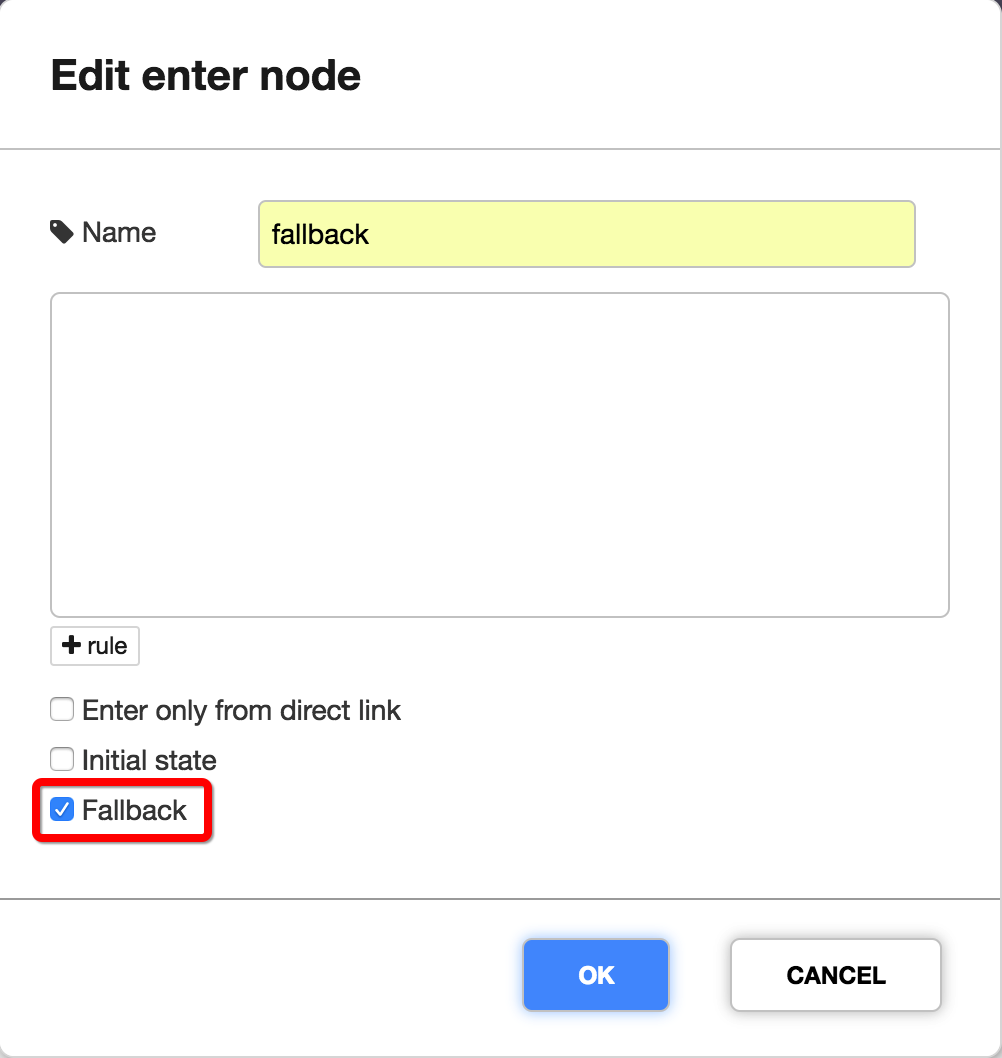 Edit enter node
Name
fallback
rule
Enter only from direct link
Initial state
Fallback
OK
CANCEL